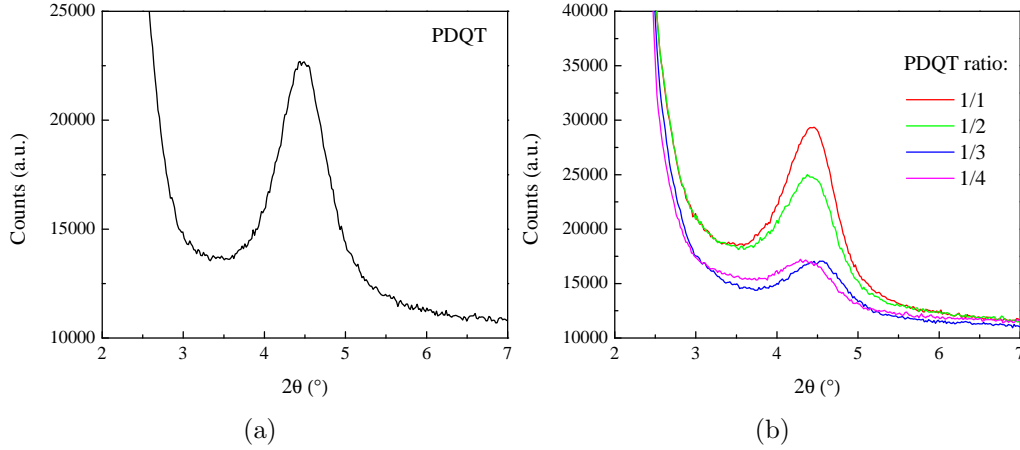 PDQT
25000
20000
15000
10000
Counts (a.u.)
2 3 4 5 6 7
2θ (°)
(a)
PDQT ratio:
1/1
1/2
1/3
1/4
40000
35000
30000
25000
20000
15000
10000
Counts (a.u.)
2 3 4 5 6 7
2θ (°)
(b)